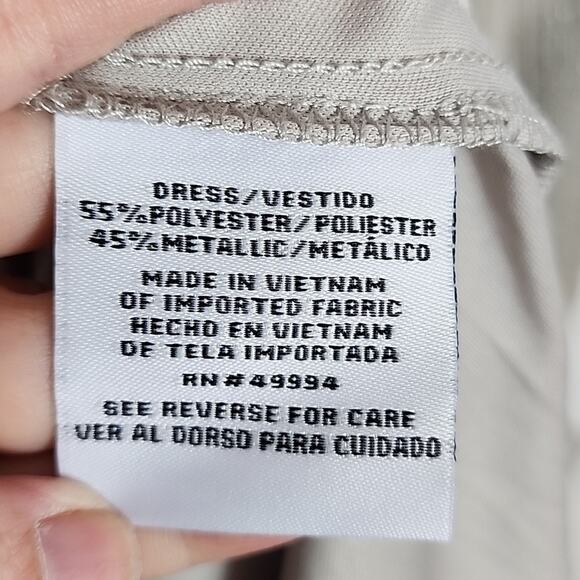 DRESS/VESTIDO
55%POLYESTER/POLIESTER
45%METALLIC/METÁLICO
MADE IN VIETNAM
OF IMPORTED FABRIC
HECHO EN VIETNAM
DE TELA IMPORTADA
RN#49994
SEE REVERSE FOR CARE
VER AL DORSO PARA CUIDADO